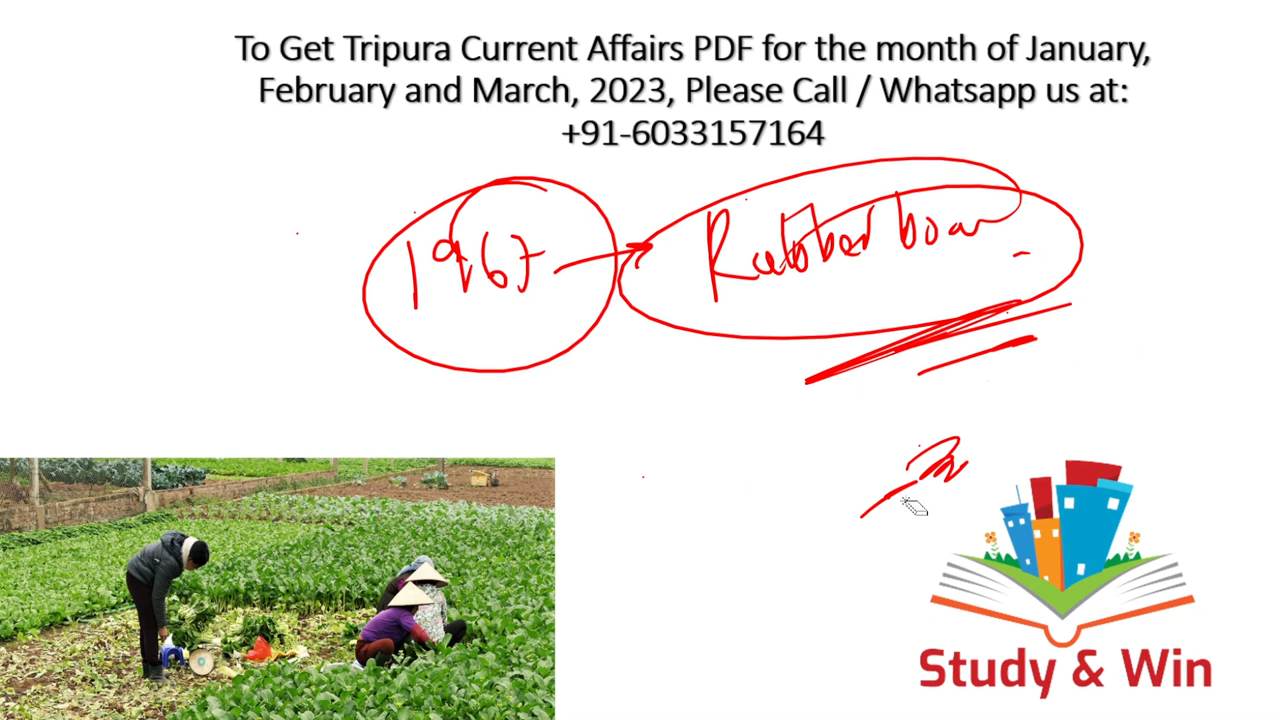 To Get Tripura Current Affairs PDF for the month of January,
February and March, 2023, Please Call / Whatsapp us at:
+91-6033157164
1967 Rubber boar
Study & Win